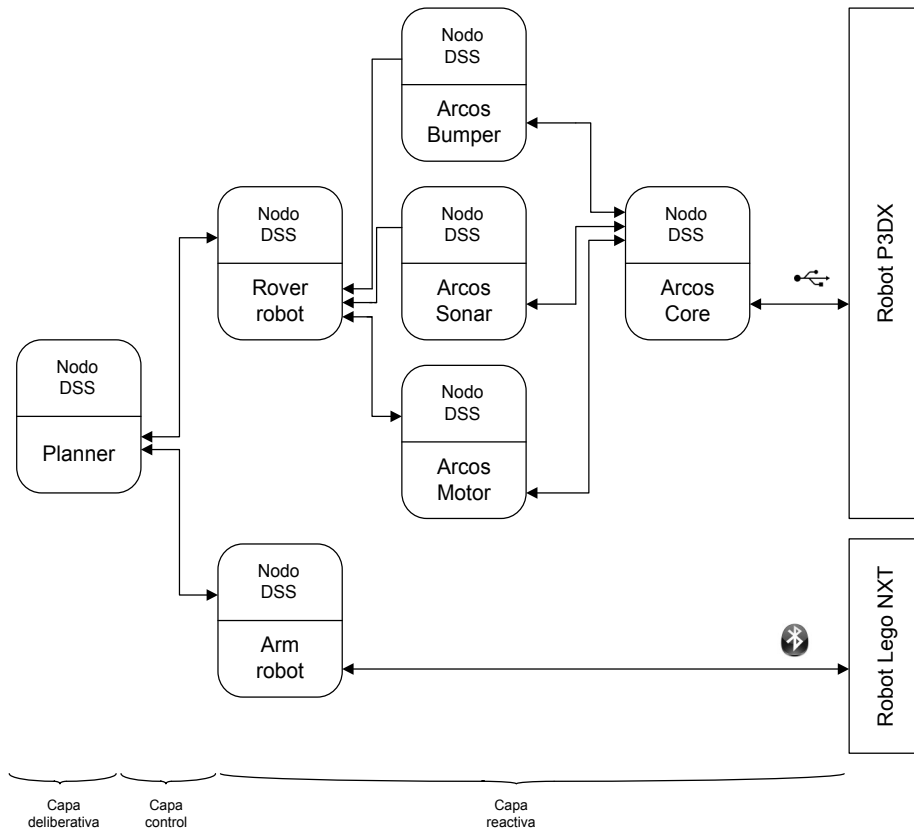 Nodo
DSS
Arcos
Bumper
Nodo
DSS
Rover
robot
Nodo
DSS
Arcos
Sonar
Nodo
DSS
Arcos
Core
Robot P3DX
Nodo
DSS
Planner
Nodo
DSS
Arcos
Motor
Nodo
DSS
Arm
robot
Robot Lego NXT
Capa
deliberativa
Capa
control
Capa
reactiva